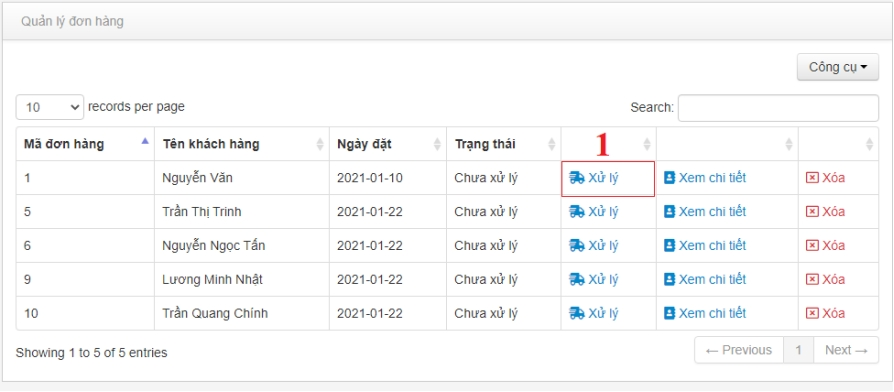 Quản lý đơn hàng
Công cụ
10 records per page Search:
Mã đơn hàng Tên khách hàng Ngày đặt Trạng thái 1
1 Nguyễn Văn 2021-01-10 Chưa xử lý Xử lý Xem chi tiết Xóa
5 Trần Thị Trinh 2021-01-22 Chưa xử lý Xử lý Xem chi tiết Xóa
6 Nguyễn Ngọc Tấn 2021-01-22 Chưa xử lý Xử lý Xem chi tiết Xóa
9 Lương Minh Nhật 2021-01-22 Chưa xử lý Xử lý Xem chi tiết Xóa
10 Trần Quang Chính 2021-01-22 Chưa xử lý Xử lý Xem chi tiết Xóa
Showing 1 to 5 of 5 entries ← Previous 1 Next →